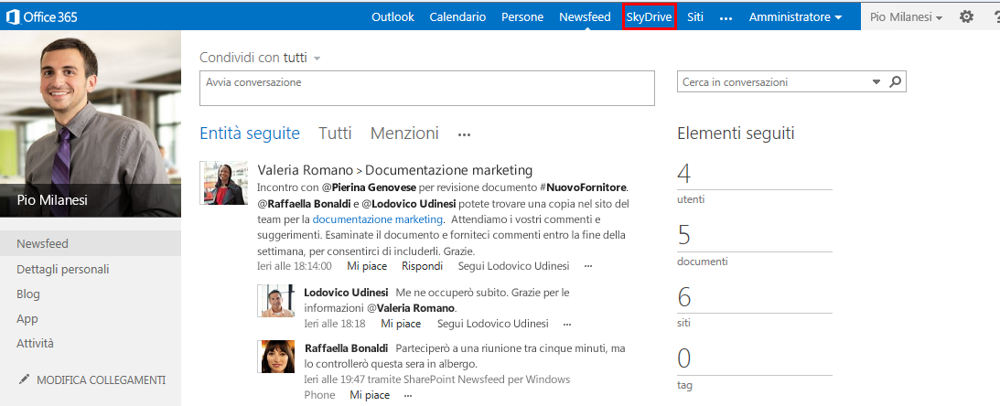 Office 365 Outlook Calendario Persone Newsfeed SkyDrive Siti ... Amministratore Pio Milanesi ?
Condividi con tutti
Avvia conversazione
Cerca in conversazioni
Entità seguite Tutti Menzioni ...
Elementi seguiti
Pio Milanesi
Newsfeed
Dettagli personali
Blog
App
Attività
MODIFICA COLLEGAMENTI
Valeria Romano > Documentazione marketing
Incontro con @Pierina Genovese per revisione documento #NuovoFornitore.
@Raffaella Bonaldi e @Lodovico Udinesi potete trovare una copia nel sito del
team per la documentazione marketing. Attendiamo i vostri commenti e
suggerimenti. Esaminate il documento e forniteci commenti entro la fine della
settimana, per consentirci di includerli. Grazie.
Ieri alle 18:14:00 Mi piace Rispondi Segui Lodovico Udinesi ...
Lodovico Udinesi Me ne occuperò subito. Grazie per le
informazioni @Valeria Romano.
Ieri alle 18:18 Mi piace Segui Lodovico Udinesi ...
Raffaella Bonaldi Parteciperò a una riunione tra cinque minuti, ma
lo controllerò questa sera in albergo.
Ieri alle 19:47 tramite SharePoint Newsfeed per Windows
Phone Mi piace ...
4
utenti
5
documenti
6
siti
0
tag